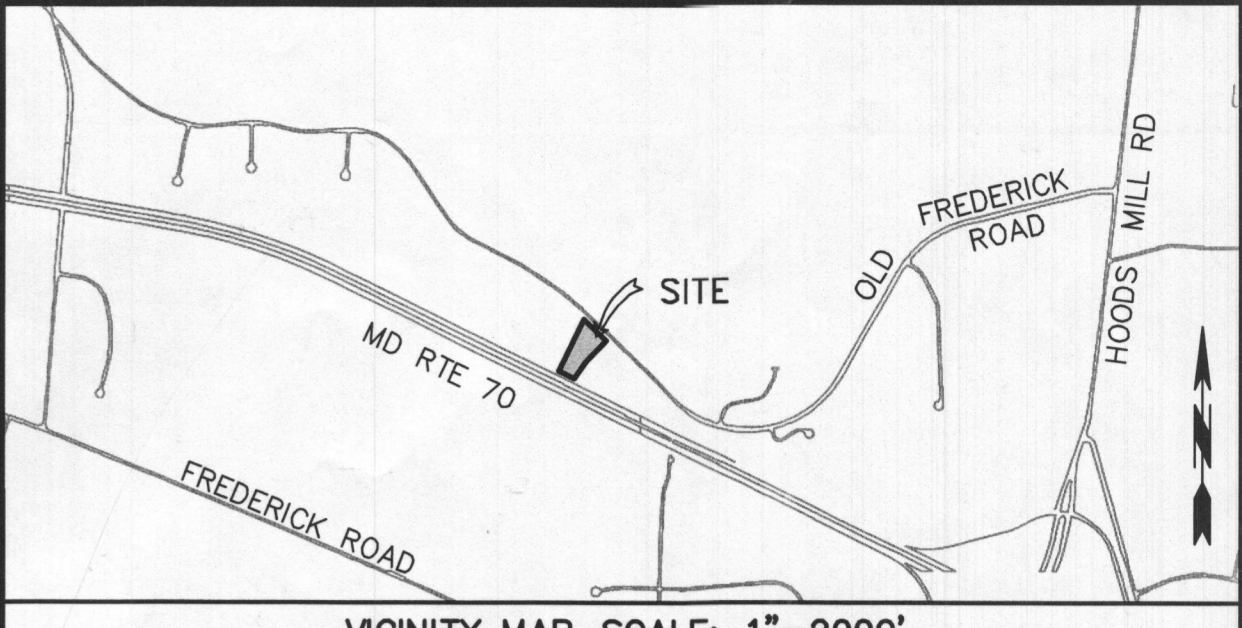 FREDERICK
ROAD
OLD
HOODS MILL RD
SITE
MD RTE 70
FREDERICK ROAD
N
VICINITY MAP SCALE: 1"=2000'